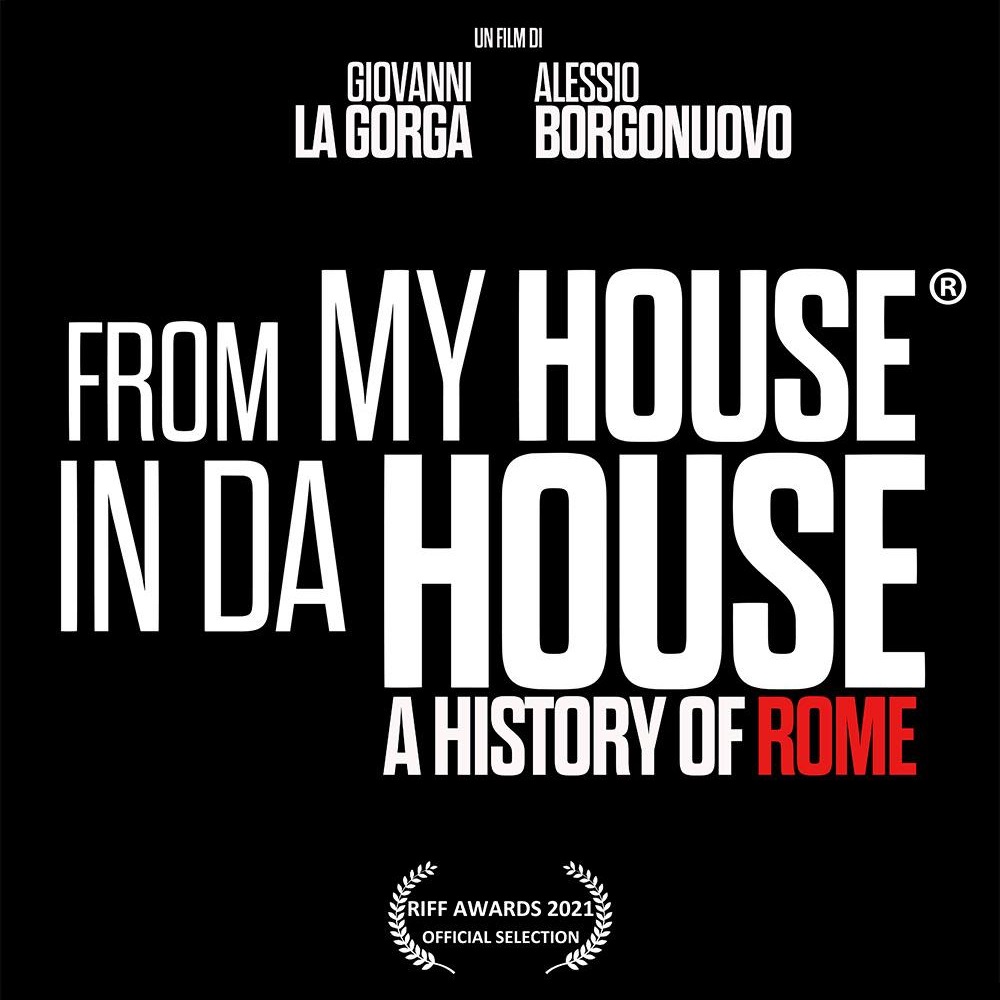 UN FILM DI
GIOVANNI LA GORGA
ALESSIO BORGONUOVO
FROM MY HOUSE®
IN DA HOUSE
A HISTORY OF ROME
RIFF AWARDS 2021
OFFICIAL SELECTION